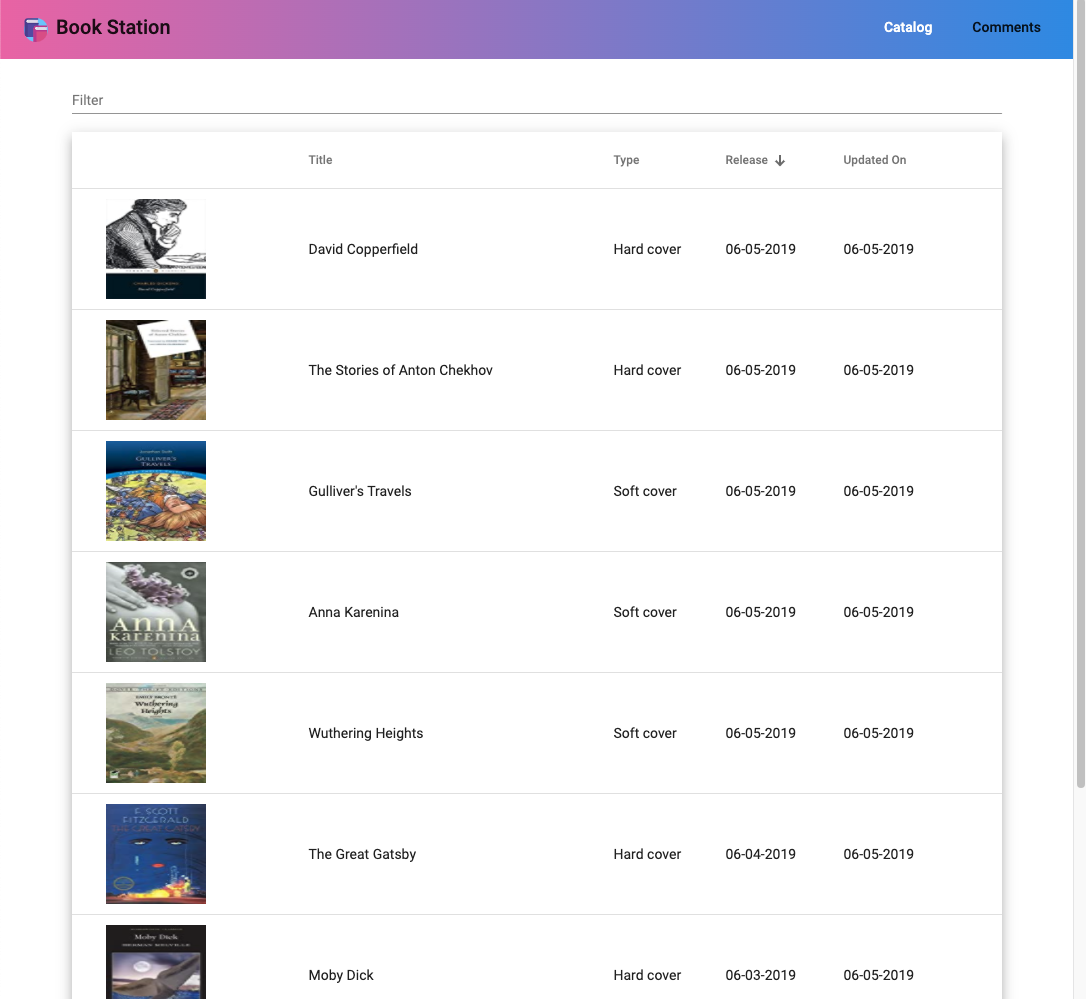 Book Station
Catalog
Comments
Filter
Title
Type
Release
Updated On
David Copperfield
Hard cover
06-05-2019
06-05-2019
The Stories of Anton Chekhov
Hard cover
06-05-2019
06-05-2019
GULLIVER'S
TRAVELS
Gulliver's Travels
Soft cover
06-05-2019
06-05-2019
ANNA
KARENINA
LEO TOLSTOY
Anna Karenina
Soft cover
06-05-2019
06-05-2019
EMILY BRONTË
Wuthering
Heights
Wuthering Heights
Soft cover
06-05-2019
06-05-2019
F. SCOTT
FITZGERALD
THE GREAT GATSBY
The Great Gatsby
Hard cover
06-04-2019
06-05-2019
Moby Dick
HERMAN MELVILLE
Moby Dick
Hard cover
06-03-2019
06-05-2019